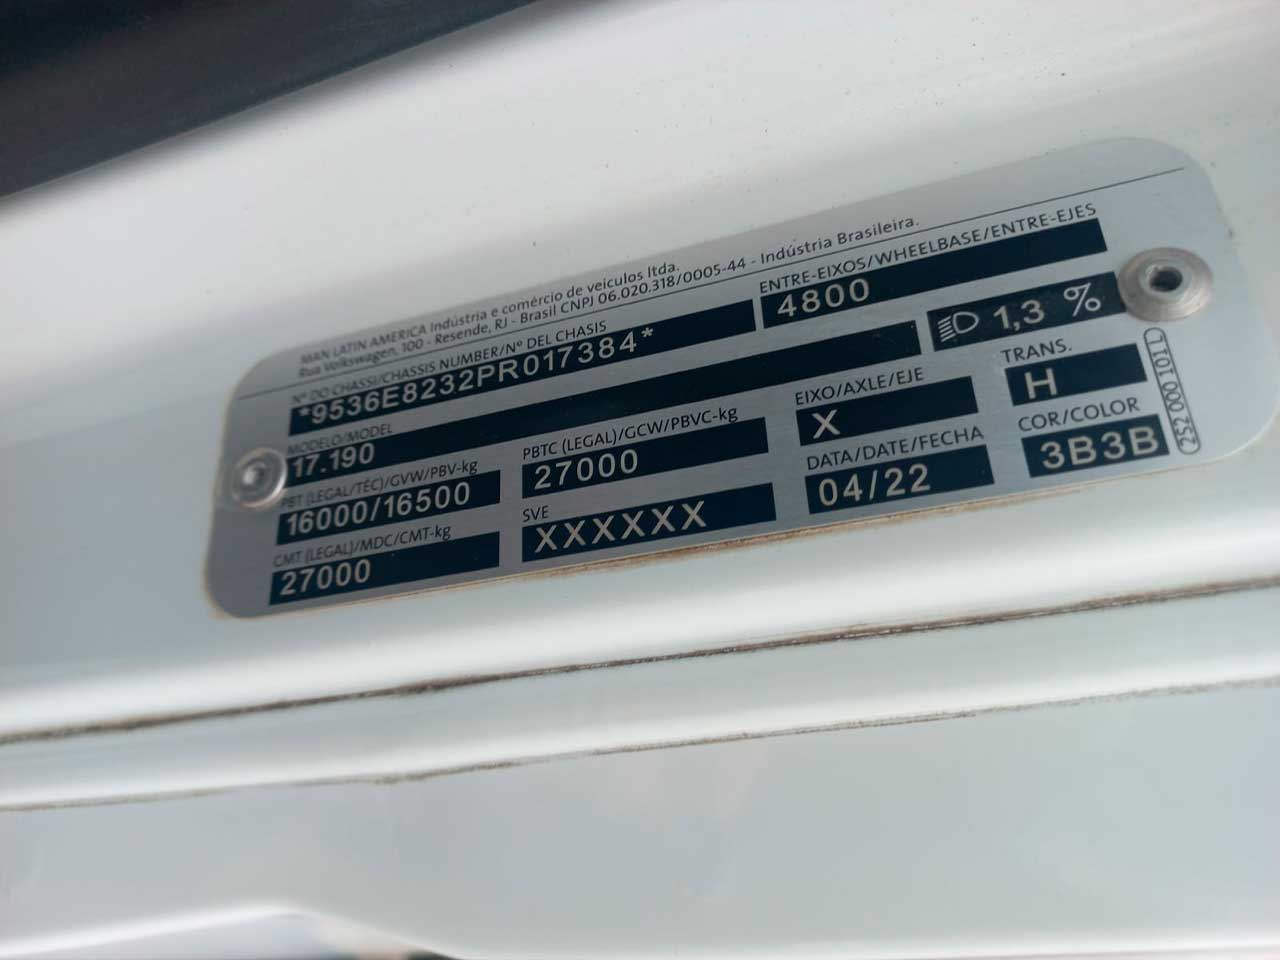 MAN LATIN AMERICA Indústria e comércio de veículos ltda.
Rua Volkswagen, 100 - Resende, RJ - Brasil CNPJ 06.020.318/0005-44 - Indústria Brasileira.
Nº DO CHASSI/CHASSIS NUMBER/Nº DEL CHASIS
*9536E8232PR017384*
ENTRE-EIXOS/WHEELBASE/ENTRE-EJES
4800
MODELO/MODEL
17.190
1,3 %
PBT (LEGAL/TÉC)/GVW/PBV-kg
16000/16500
PBTC (LEGAL)/GCW/PBVC-kg
27000
EIXO/AXLE/EJE
X
TRANS.
H
CMT (LEGAL)/MDC/CMT-kg
27000
SVE
XXXXXX
DATA/DATE/FECHA
04/22
COR/COLOR
3B3B
252 000 101 L